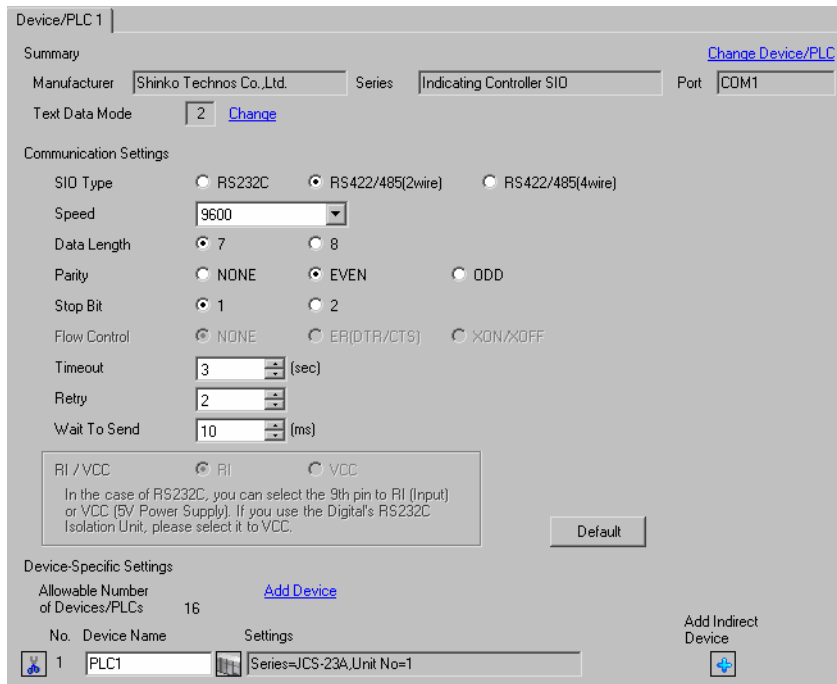 Device/PLC 1
Summary Change Device/PLC
Manufacturer Shinko Technos Co.,Ltd. Series Indicating Controller SIO Port COM1
Text Data Mode 2 Change
Communication Settings
SIO Type RS232C RS422/485(2wire) RS422/485(4wire)
Speed 9600
Data Length 7 8
Parity NONE EVEN ODD
Stop Bit 1 2
Flow Control NONE ER(DTR/CTS) XON/XOFF
Timeout 3 (sec)
Retry 2
Wait To Send 10 (ms)
RI / VCC RI VCC
In the case of RS232C, you can select the 9th pin to RI (Input)
or VCC (5V Power Supply). If you use the Digital's RS232C
Isolation Unit, please select it to VCC.
Default
Device-Specific Settings
Allowable Number
of Devices/PLCs 16 Add Device
Add Indirect
Device
No. Device Name Settings
1 PLC1 Series=JCS-23A,Unit No=1